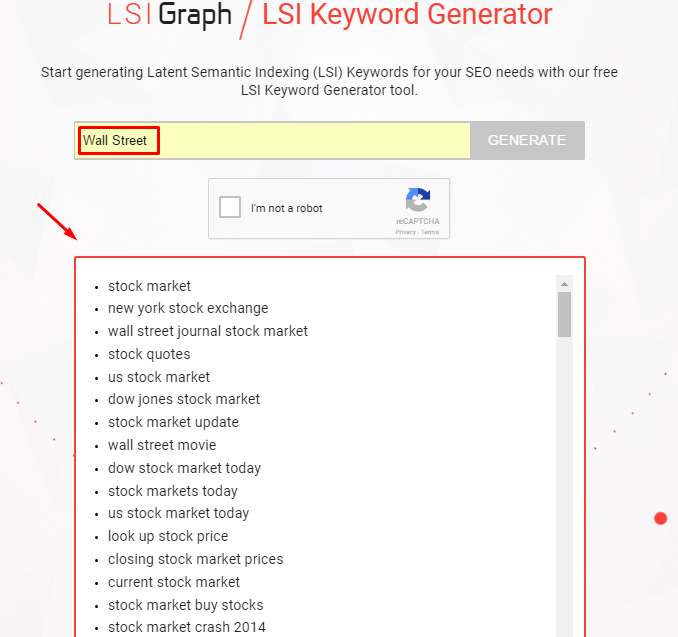 LSI Graph / LSI Keyword Generator
Start generating Latent Semantic Indexing (LSI) Keywords for your SEO needs with our free
LSI Keyword Generator tool.
Wall Street GENERATE
I'm not a robot
reCAPTCHA
Privacy - Terms
• stock market
• new york stock exchange
• wall street journal stock market
• stock quotes
• us stock market
• dow jones stock market
• stock market update
• wall street movie
• dow stock market today
• stock markets today
• us stock market today
• look up stock price
• closing stock market prices
• current stock market
• stock market buy stocks
• stock market crash 2014